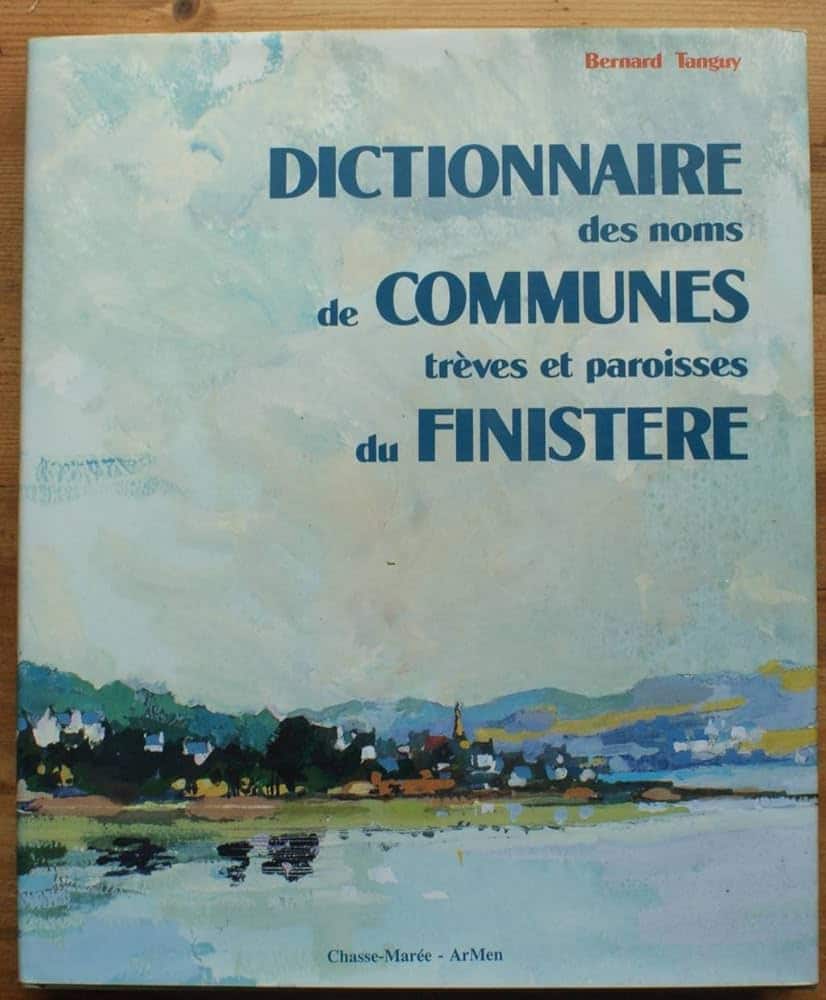 Bernard Tanguy
DICTIONNAIRE
des noms
de COMMUNES
trèves et paroisses
du FINISTERE
Chasse-Marée - ArMen